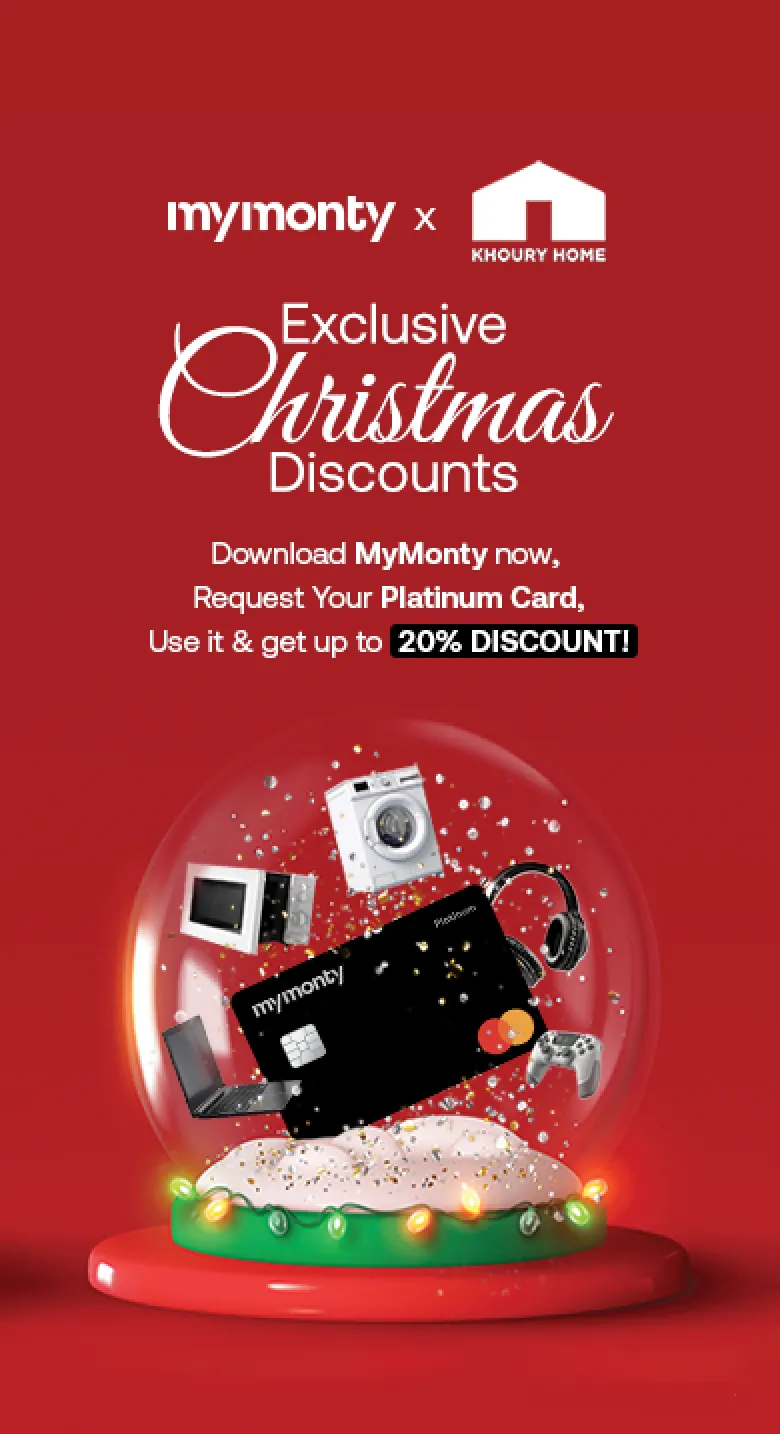 mymonty x
KHOURY HOME
Exclusive
Christmas
Discounts
Download MyMonty now,
Request Your Platinum Card,
Use it & get up to 20% DISCOUNT!
Platinum
mymonty